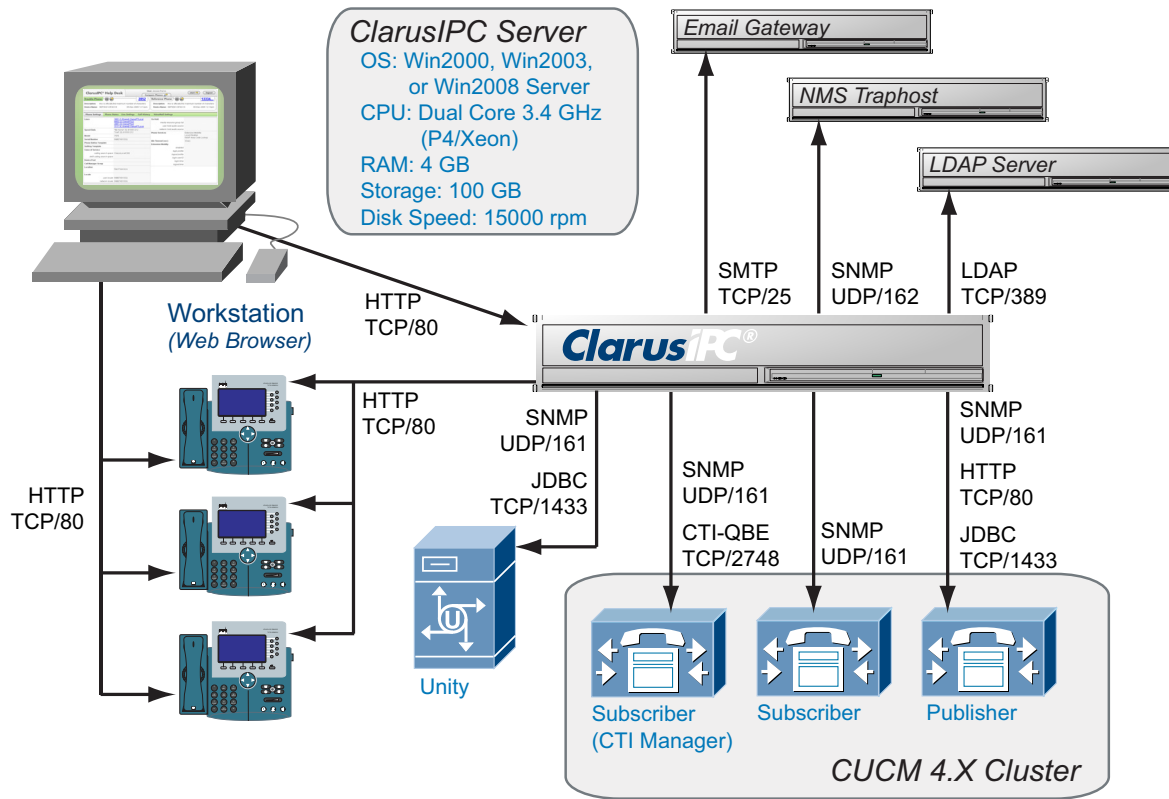 ClarusIPC Server
OS: Win2000, Win2003,
or Win2008 Server
CPU: Dual Core 3.4 GHz
(P4/Xeon)
RAM: 4 GB
Storage: 100 GB
Disk Speed: 15000 rpm
Email Gateway
NMS Traphost
LDAP Server
SMTP
TCP/25
SNMP
UDP/162
LDAP
TCP/389
HTTP
TCP/80
Workstation
(Web Browser)
ClarusIPC®
HTTP
TCP/80
HTTP
TCP/80
SNMP
UDP/161
JDBC
TCP/1433
SNMP
UDP/161
CTI-QBE
TCP/2748
SNMP
UDP/161
SNMP
UDP/161
HTTP
TCP/80
JDBC
TCP/1433
U
Unity
Subscriber
(CTI Manager)
Subscriber
Publisher
CUCM 4.X Cluster